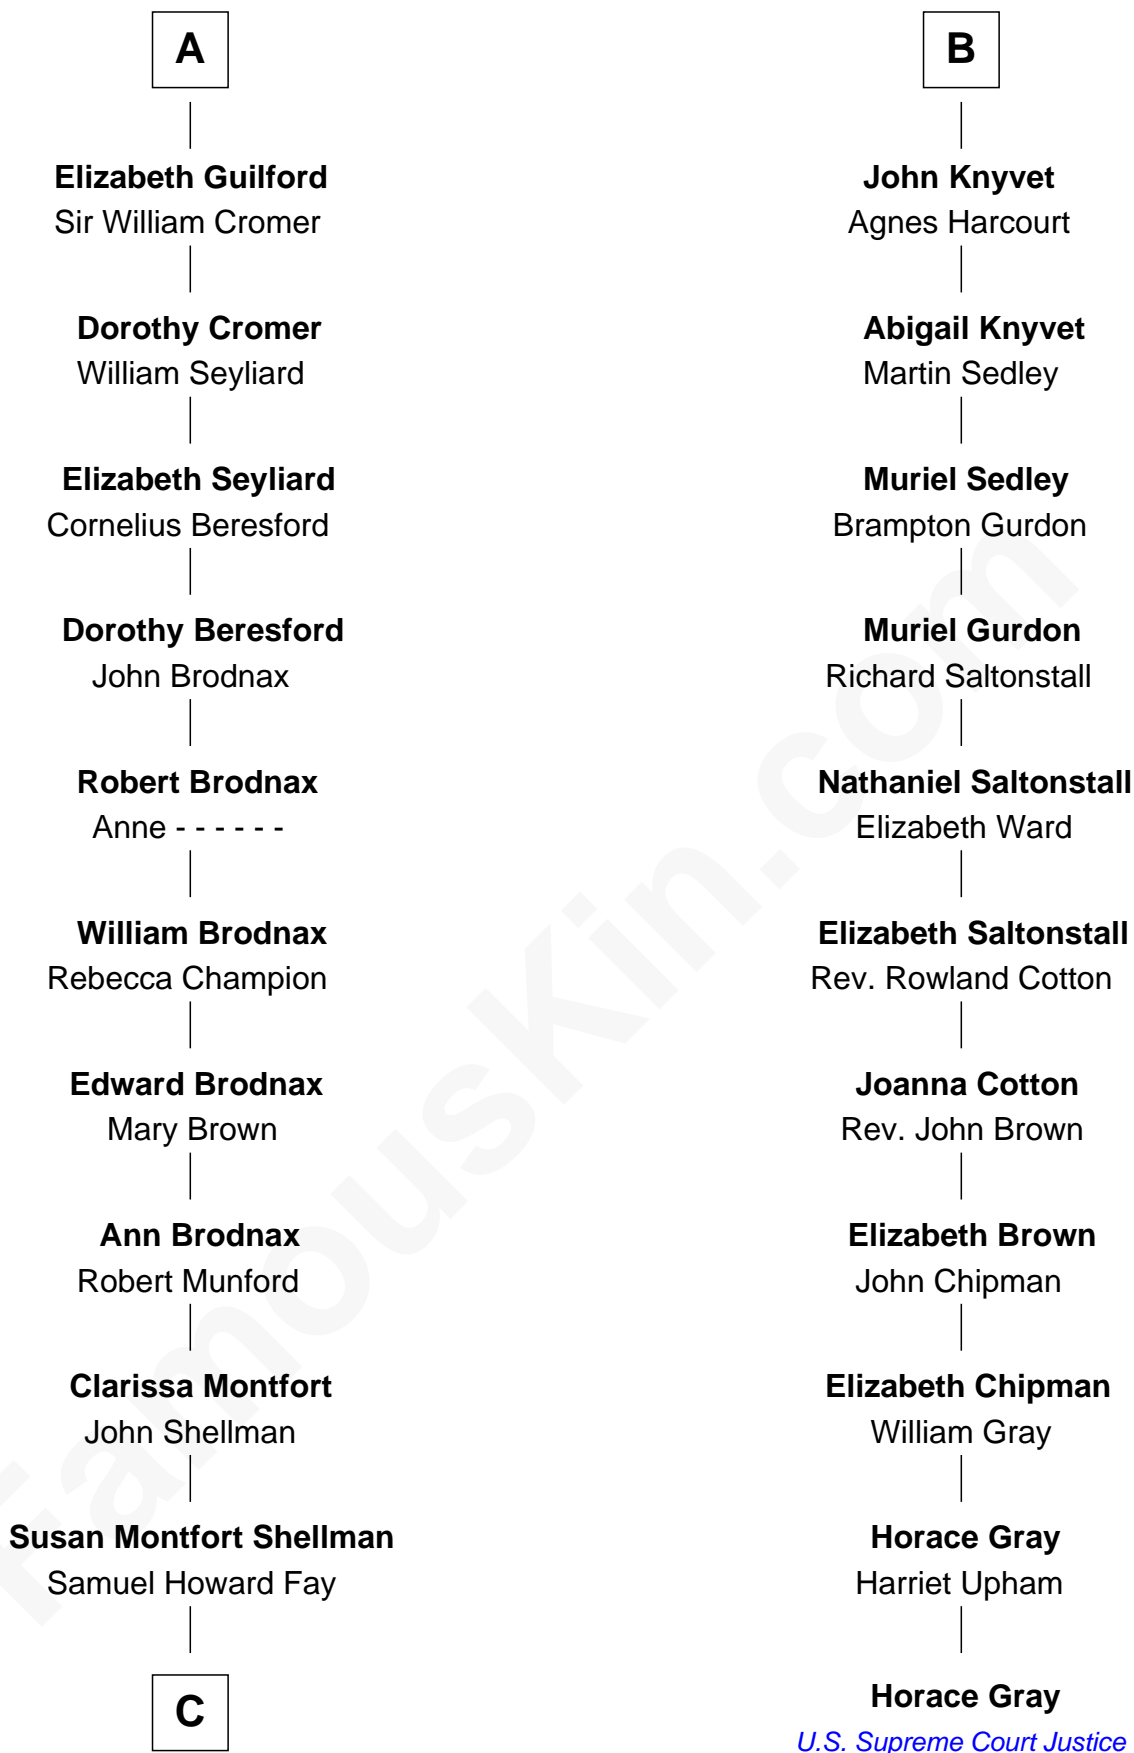 A
Elizabeth Guilford
Sir William Cromer
Dorothy Cromer
William Seyliard
Elizabeth Seyliard
Cornelius Beresford
Dorothy Beresford
John Brodnax
Robert Brodnax
Anne - - - - - -
William Brodnax
Rebecca Champion
Edward Brodnax
Mary Brown
Ann Brodnax
Robert Munford
Clarissa Montfort
John Shellman
Susan Montfort Shellman
Samuel Howard Fay
C
B
John Knyvet
Agnes Harcourt
Abigail Knyvet
Martin Sedley
Muriel Sedley
Brampton Gurdon
Muriel Gurdon
Richard Saltonstall
Nathaniel Saltonstall
Elizabeth Ward
Elizabeth Saltonstall
Rev. Rowland Cotton
Joanna Cotton
Rev. John Brown
Elizabeth Brown
John Chipman
Elizabeth Chipman
William Gray
Horace Gray
Harriet Upham
Horace Gray
U.S. Supreme Court Justice
FamousKin.com